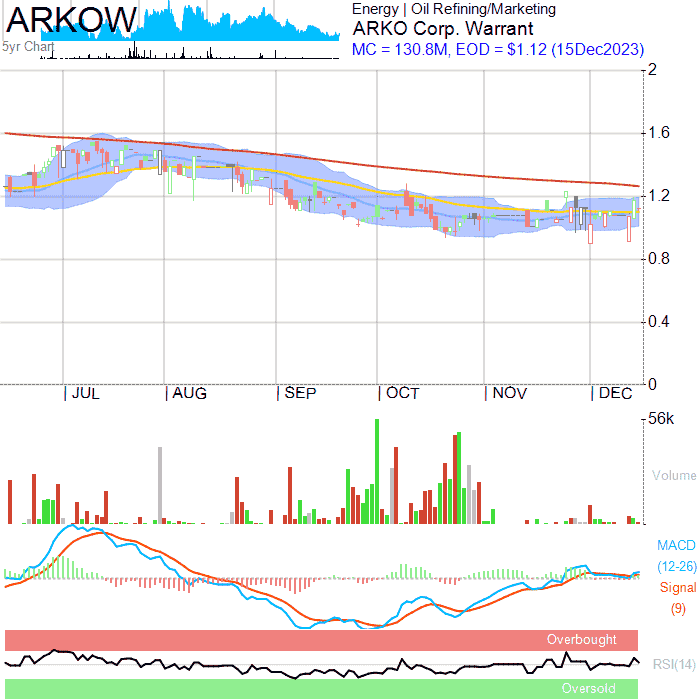 ARKOW
5yr Chart
Energy | Oil Refining/Marketing
ARKO Corp. Warrant
MC = 130.8M, EOD = $1.12 (15Dec2023)
2
1.6
1.2
0.8
0.4
0
JUL AUG SEP OCT NOV DEC
56k
Volume
MACD
(12-26)
Signal
(9)
Overbought
RSI(14)
Oversold